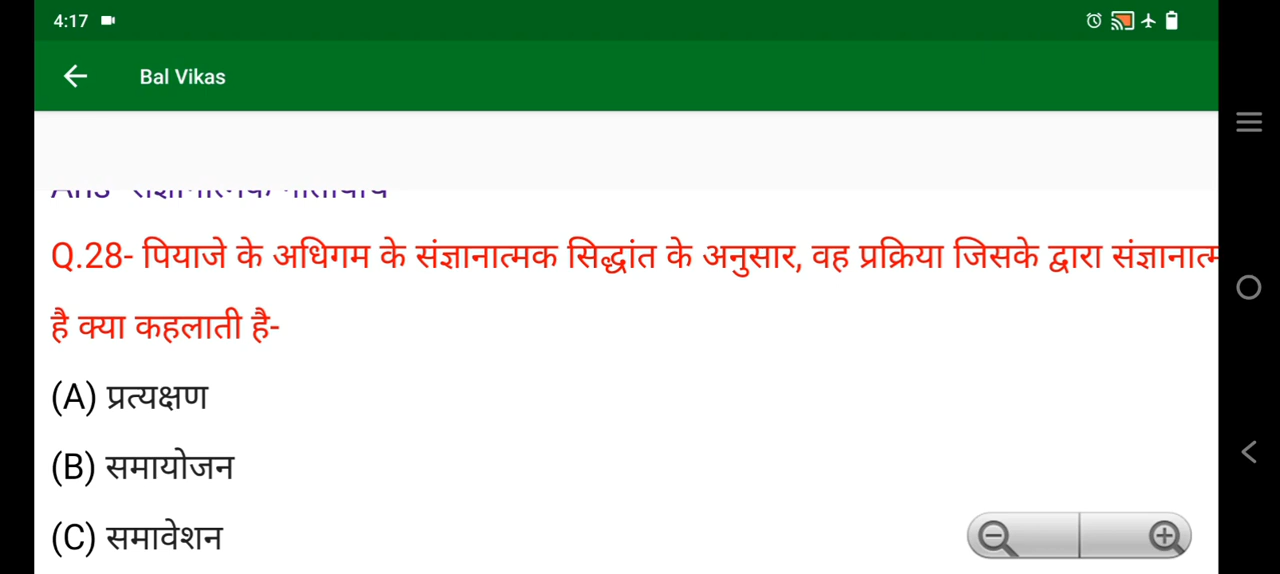 4:17
Bal Vikas
Q.28- पियाजे के अधिगम के संज्ञानात्मक सिद्धांत के अनुसार, वह प्रक्रिया जिसके द्वारा
है क्या कहलाती है-
(A) प्रत्यक्षण
(B) समायोजन
(C) समावेशन